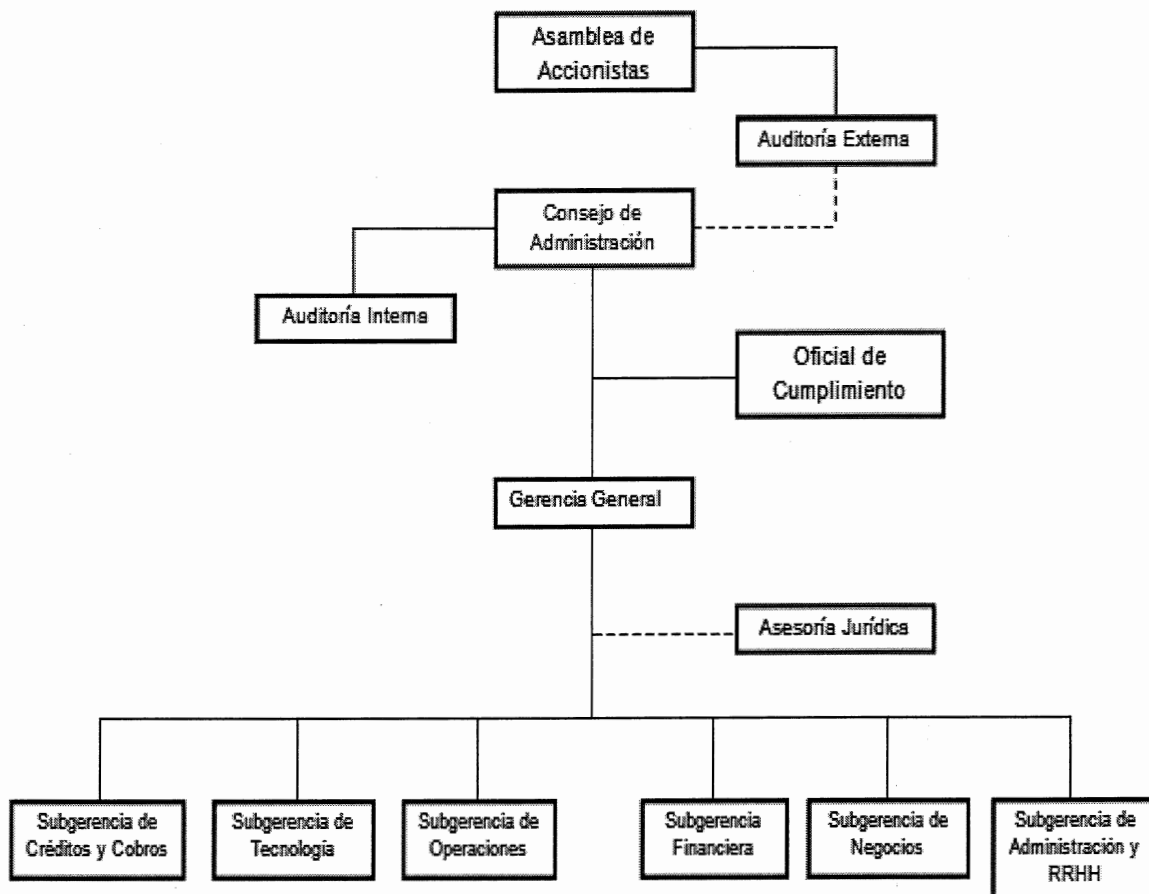 Asamblea de
Accionistas
Auditoría Externa
Consejo de
Administración
Auditoría Interna
Oficial de
Cumplimiento
Gerencia General
Asesoría Jurídica
Subgerencia de
Créditos y Cobros
Subgerencia de
Tecnología
Subgerencia de
Operaciones
Subgerencia
Financiera
Subgerencia de
Negocios
Subgerencia de
Administración y
RRHH